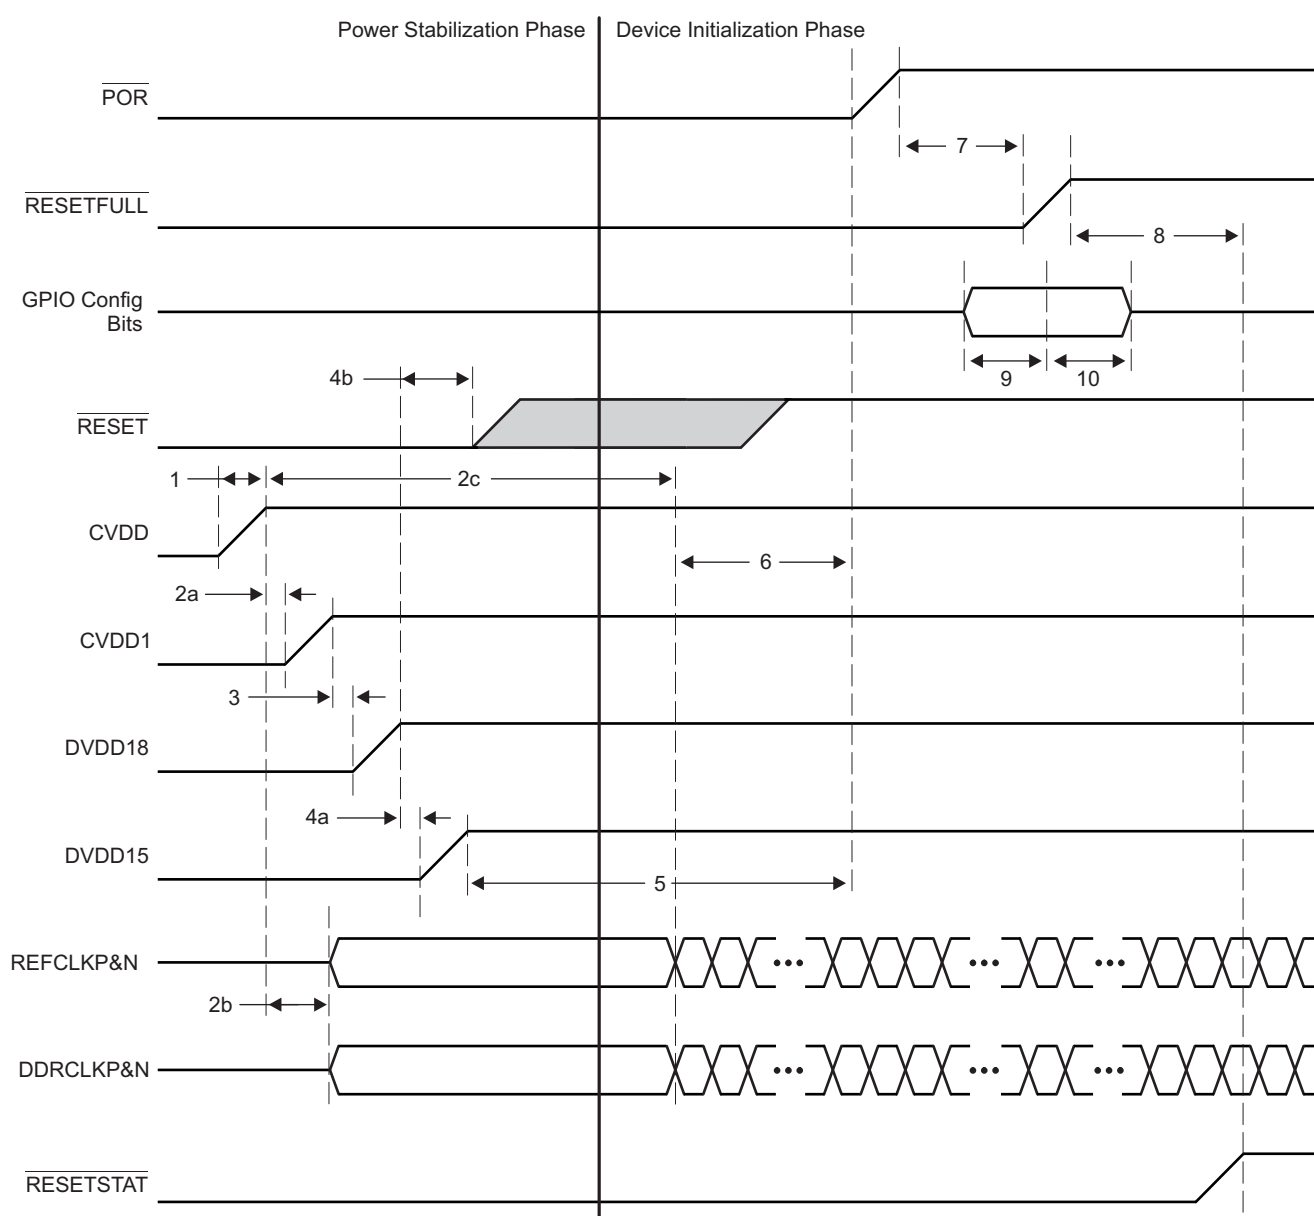 Power Stabilization Phase
Device Initialization Phase
POR
7
RESETFULL
8
GPIO Config
Bits
9
10
4b
RESET
1
2c
CVDD
6
2a
CVDD1
3
DVDD18
4a
DVDD15
5
REFCLKP&N
2b
DDRCLKP&N
RESETSTAT